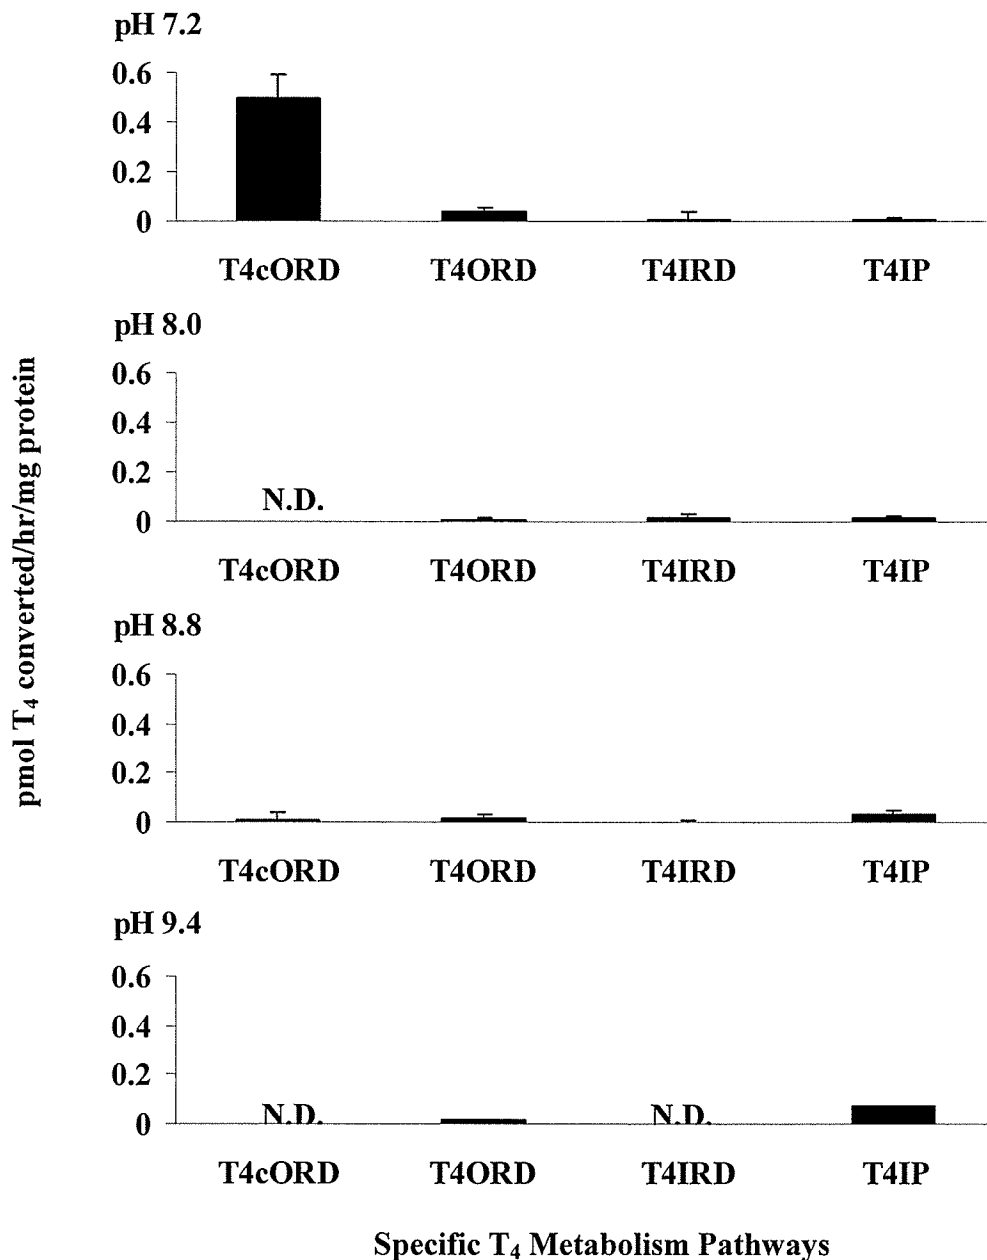 pH 7.2
0.6
0.4
0.2
0
T4cORD T4ORD T4IRD T4IP
pH 8.0
0.6
0.4
0.2
N.D.
0
T4cORD T4ORD T4IRD T4IP
pH 8.8
0.6
0.4
0.2
0
T4cORD T4ORD T4IRD T4IP
pH 9.4
0.6
0.4
0.2
N.D. N.D.
0
T4cORD T4ORD T4IRD T4IP
pmol T₄ converted/hr/mg protein
Specific T₄ Metabolism Pathways